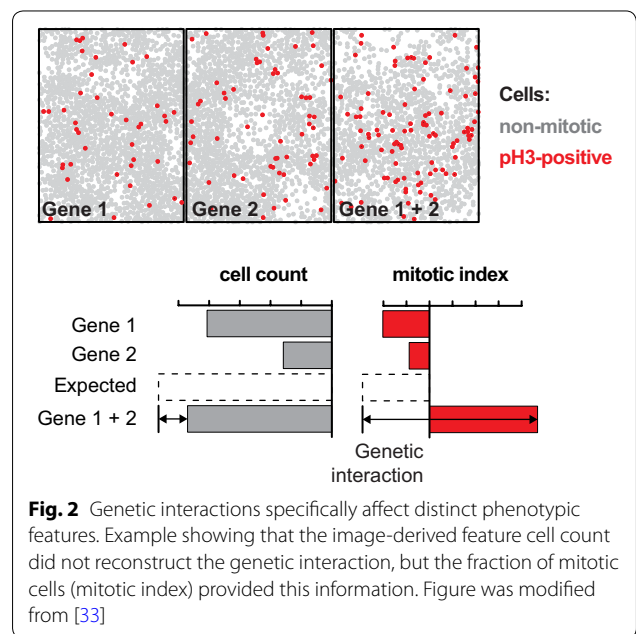 Cells:
non-mitotic
pH3-positive
Gene 1
Gene 2
Gene 1 + 2
cell count
mitotic index
Gene 1
Gene 2
Expected
Gene 1 + 2
Genetic
interaction
Fig. 2 Genetic interactions specifically affect distinct phenotypic
features. Example showing that the image-derived feature cell count
did not reconstruct the genetic interaction, but the fraction of mitotic
cells (mitotic index) provided this information. Figure was modified
from [33]